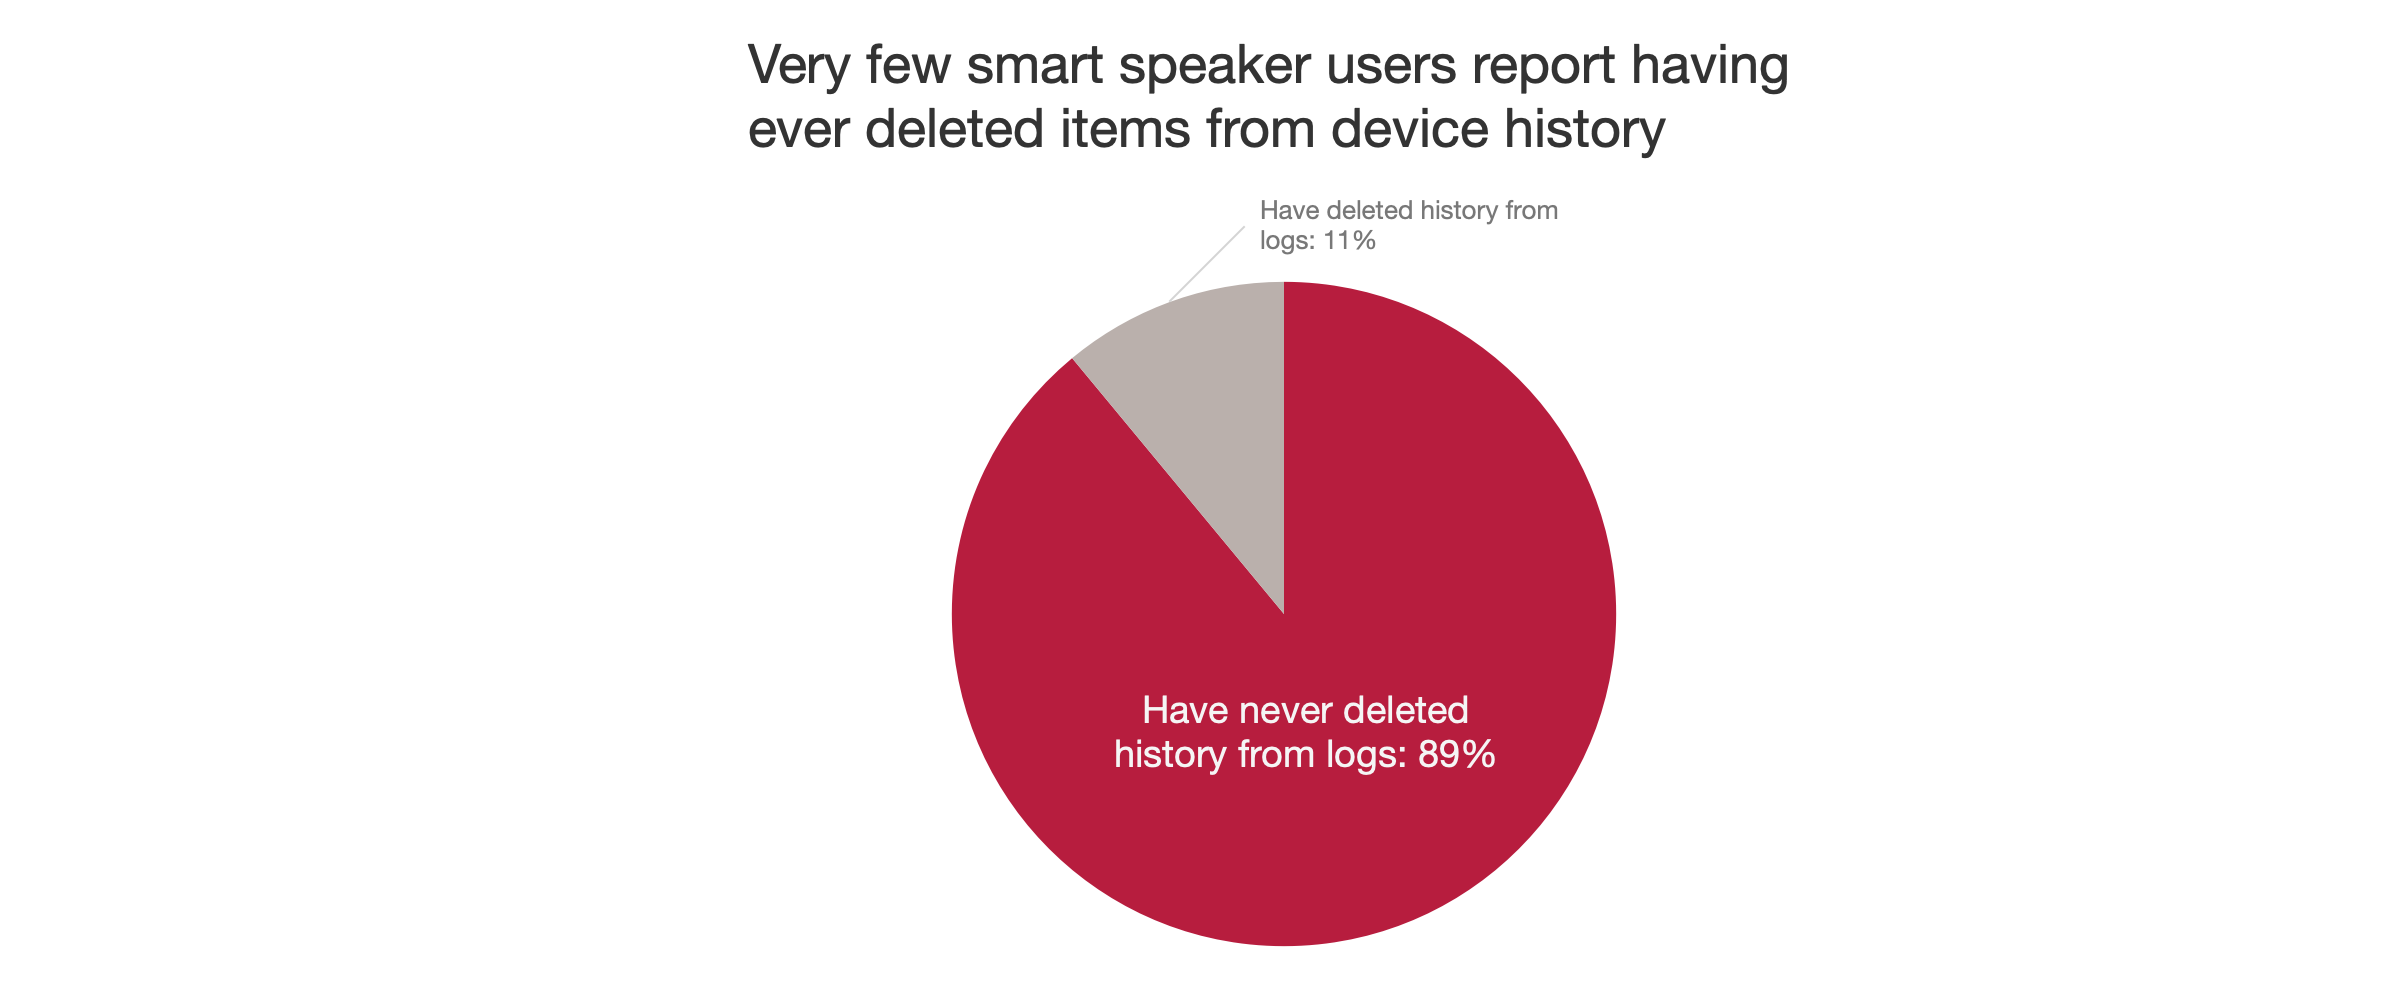 Very few smart speaker users report having
ever deleted items from device history
Have deleted history from
logs: 11%
Have never deleted
history from logs: 89%